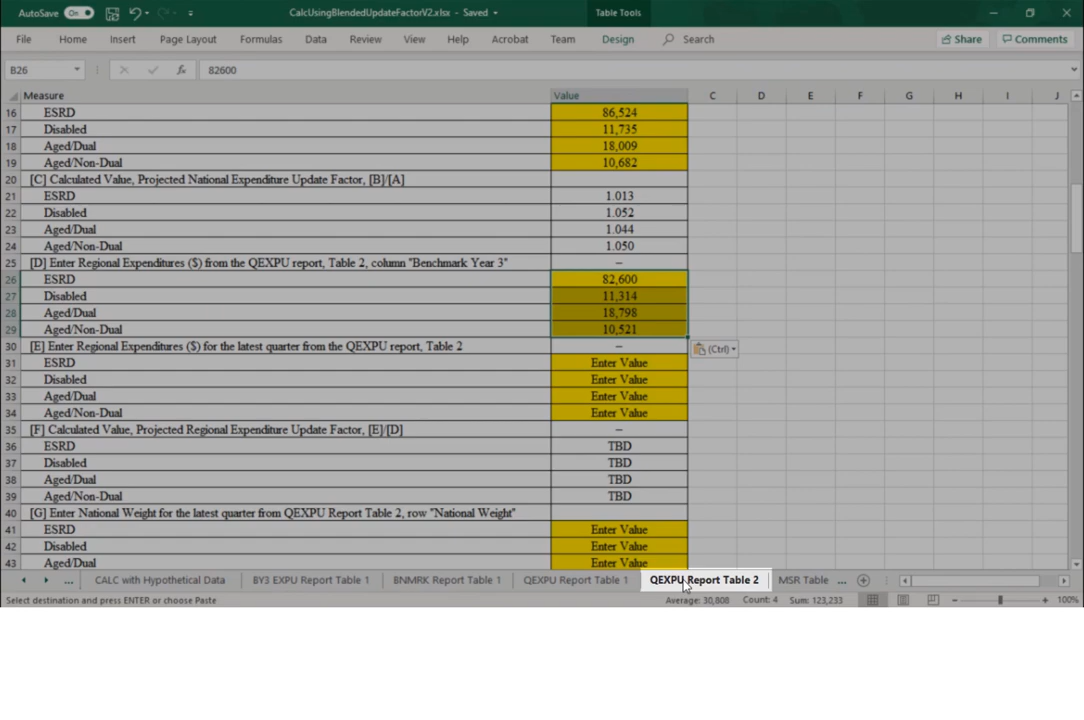 AutoSave On CalcUsingBlendedUpdateFactorV2.xlsx - Saved Table Tools
File Home Insert Page Layout Formulas Data Review View Help Acrobat Team Design Search Share Comments
B26 fx 82600
Measure Value C D E F G H I J
16 ESRD 86,524
17 Disabled 11,735
18 Aged/Dual 18,009
19 Aged/Non-Dual 10,682
20 [C] Calculated Value, Projected National Expenditure Update Factor, [B]/[A]
21 ESRD 1.013
22 Disabled 1.052
23 Aged/Dual 1.044
24 Aged/Non-Dual 1.050
25 [D] Enter Regional Expenditures ($) from the QEXPU report, Table 2, column "Benchmark Year 3" –
26 ESRD 82,600
27 Disabled 11,314
28 Aged/Dual 18,798
29 Aged/Non-Dual 10,521
30 [E] Enter Regional Expenditures ($) for the latest quarter from the QEXPU report, Table 2 –
(Ctrl)
31 ESRD Enter Value
32 Disabled Enter Value
33 Aged/Dual Enter Value
34 Aged/Non-Dual Enter Value
35 [F] Calculated Value, Projected Regional Expenditure Update Factor, [E]/[D] –
36 ESRD TBD
37 Disabled TBD
38 Aged/Dual TBD
39 Aged/Non-Dual TBD
40 [G] Enter National Weight for the latest quarter from QEXPU Report Table 2, row "National Weight"
41 ESRD Enter Value
42 Disabled Enter Value
43 Aged/Dual Enter Value
... CALC with Hypothetical Data BY3 EXPU Report Table 1 BNMRK Report Table 1 QEXPU Report Table 1 QEXPU Report Table 2 MSR Table ...
Select destination and press ENTER or choose Paste Average: 30,808 Count: 4 Sum: 123,233 100%